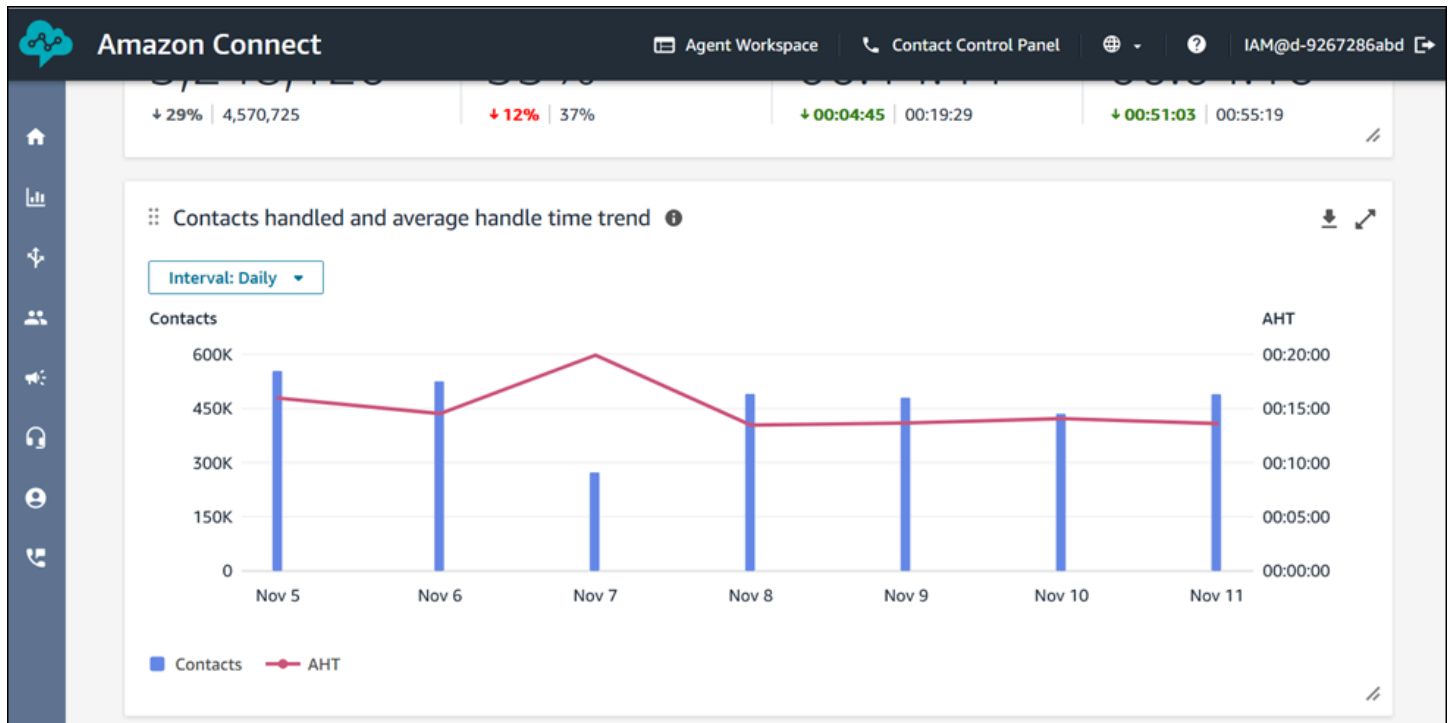 Amazon Connect Agent Workspace Contact Control Panel ? IAM@d-9267286abd
29% 4,570,725 12% 37% 00:04:45 00:19:29 00:51:03 00:55:19
Contacts handled and average handle time trend
Interval: Daily
Contacts AHT
600K 00:20:00
450K 00:15:00
300K 00:10:00
150K 00:05:00
0 00:00:00
Nov 5 Nov 6 Nov 7 Nov 8 Nov 9 Nov 10 Nov 11
Contacts AHT